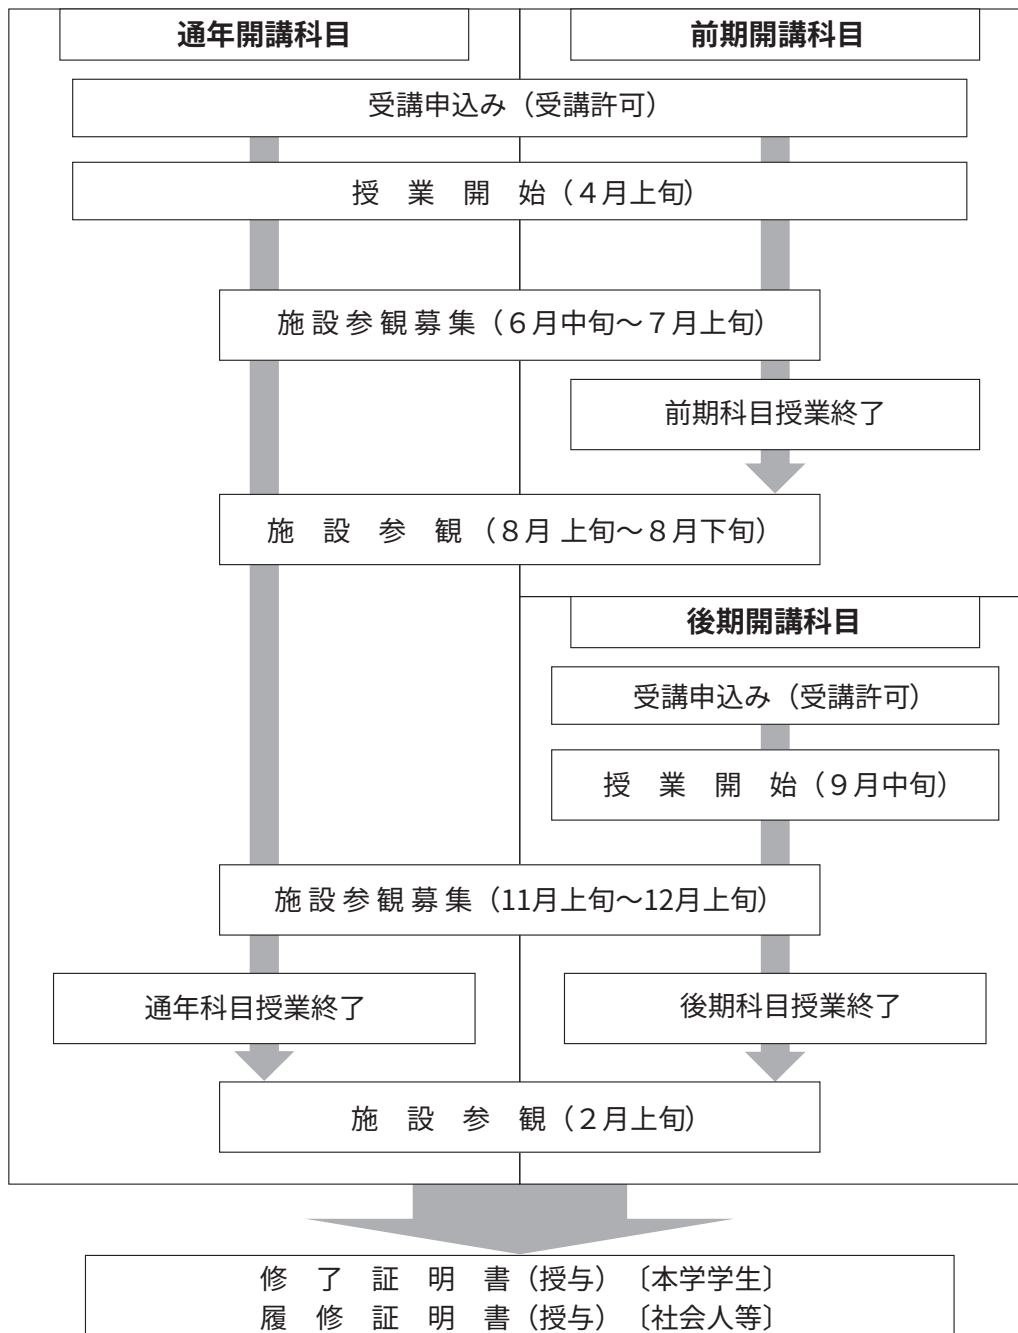 通年開講科目
前期開講科目
受講申込み（受講許可）
授　業　開　始（４月上旬）
施 設 参 観 募 集（６月中旬～７月上旬）
前期科目授業終了
施　設　参　観（８月 上旬～８月下旬）
後期開講科目
受講申込み（受講許可）
授　業　開　始（９月中旬）
施 設 参 観 募 集（11月上旬～12月上旬）
通年科目授業終了
後期科目授業終了
施　設　参　観（２月上旬）
修　了　証　明　書（授与）〔本学学生〕
履　修　証　明　書（授与）〔社会人等〕